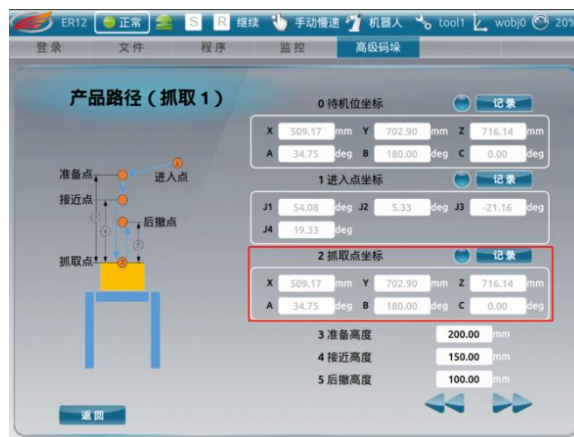 ER12 正常 S R 继续 手动慢速 机器人 tool1 wobj0 20%
登录 文件 程序 监控 高级码垛
产品路径（抓取1）
0 待机位坐标 记录
X 509.17 mm Y 702.90 mm Z 716.14 mm
A 34.75 deg B 180.00 deg C 0.00 deg
1 进入点坐标 记录
J1 54.08 deg J2 5.33 deg J3 -21.16 deg
J4 19.33 deg
2 抓取点坐标 记录
X 509.17 mm Y 702.90 mm Z 716.14 mm
A 34.75 deg B 180.00 deg C 0.00 deg
3 准备高度 200.00 mm
4 接近高度 150.00 mm
5 后撤高度 100.00 mm
准备点
进入点
接近点
后撤点
抓取点
返回